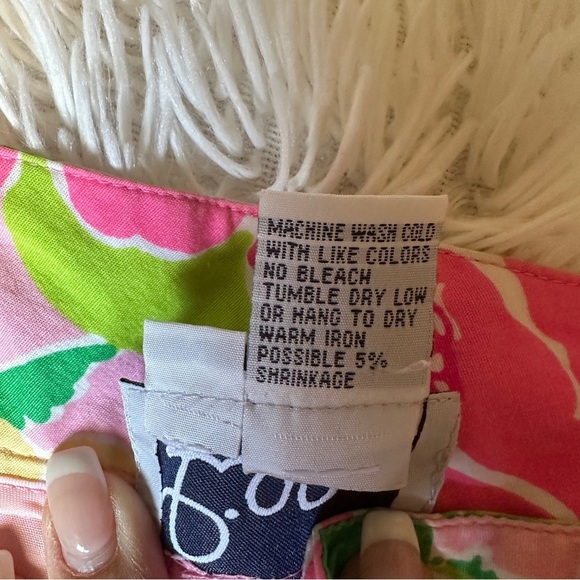 MACHINE WASH COLD
WITH LIKE COLORS
NO BLEACH
TUMBLE DRY LOW
OR HANG TO DRY
WARM IRON
POSSIBLE 5%
SHRINKAGE